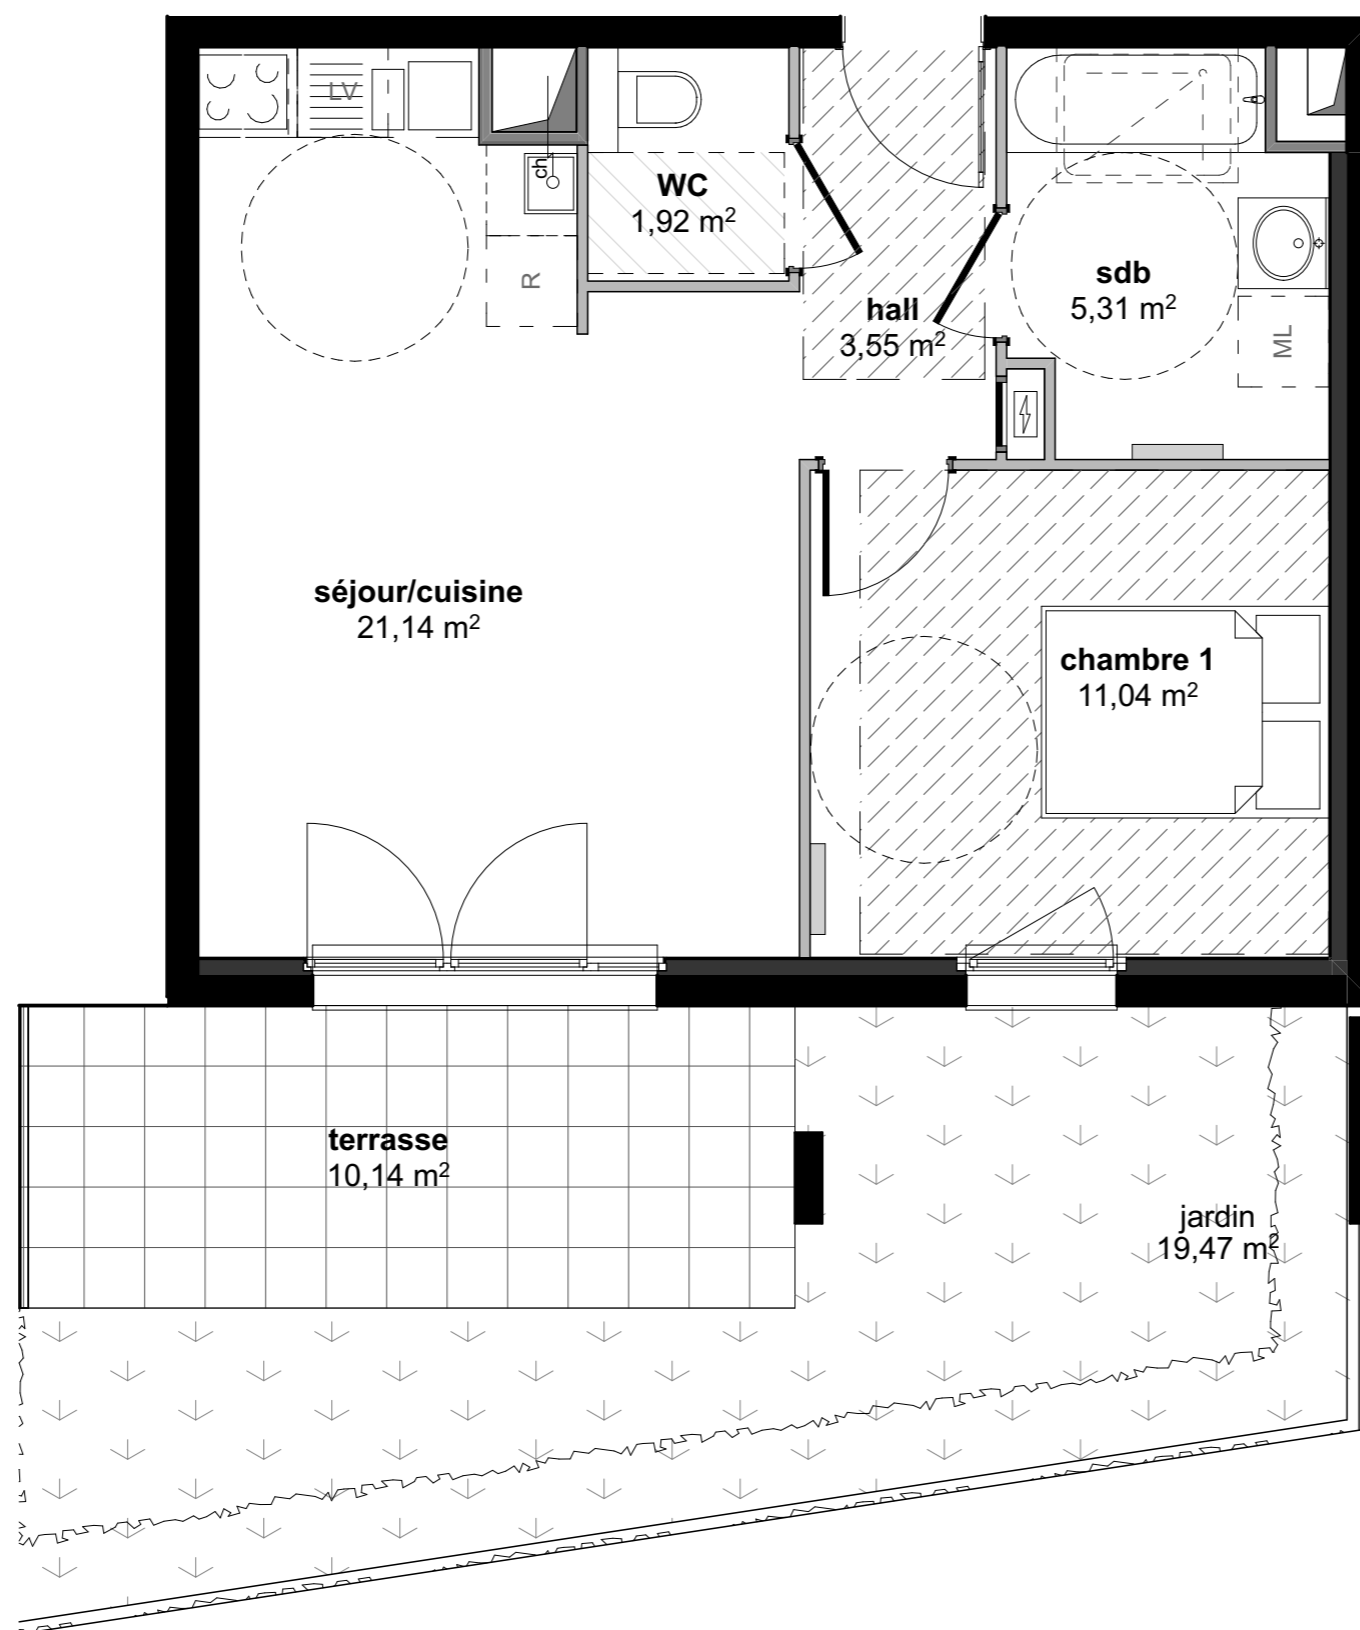 LV
ch
R
WC
1,92 m²
hall
3,55 m²
sdb
5,31 m²
ML
séjour/cuisine
21,14 m²
chambre 1
11,04 m²
terrasse
10,14 m²
jardin
19,47 m²